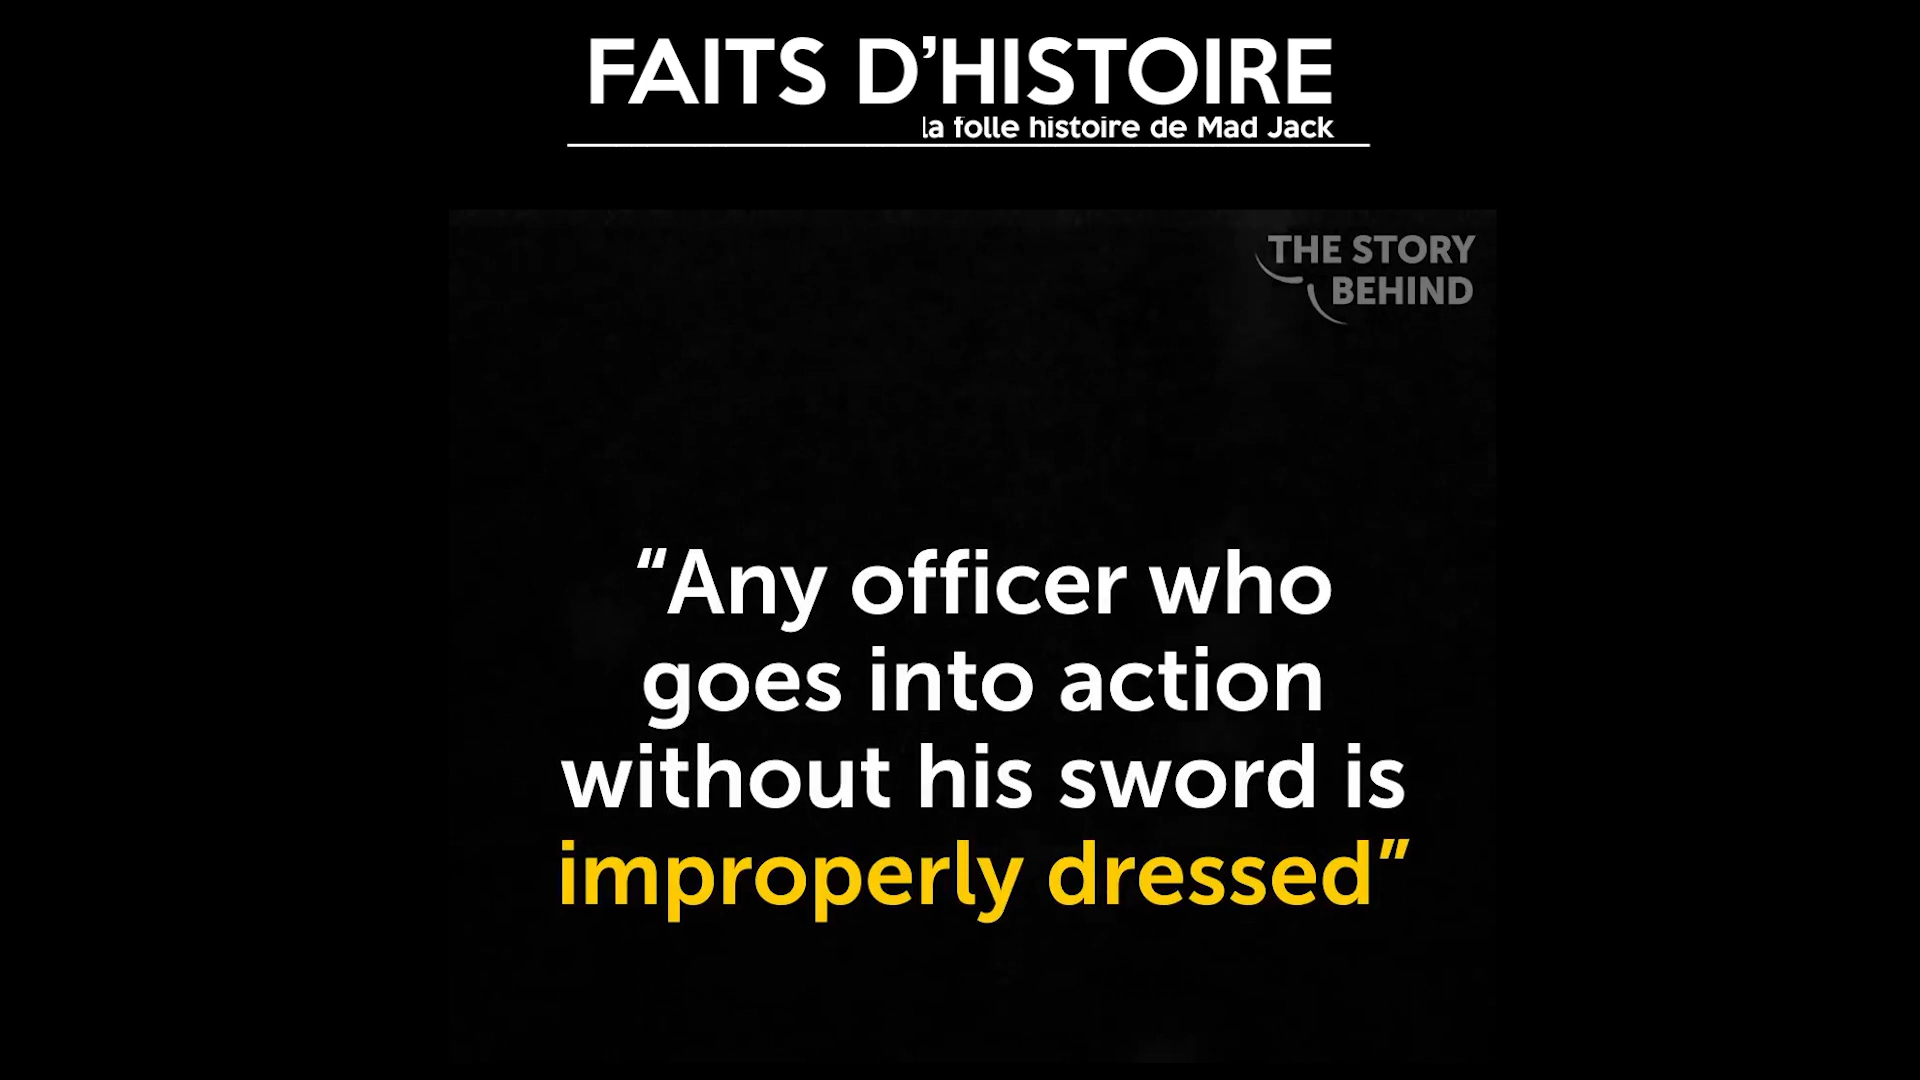 FAITS D’HISTOIRE
la folle histoire de Mad Jack
THE STORY
BEHIND
“Any officer who
goes into action
without his sword is
improperly dressed”